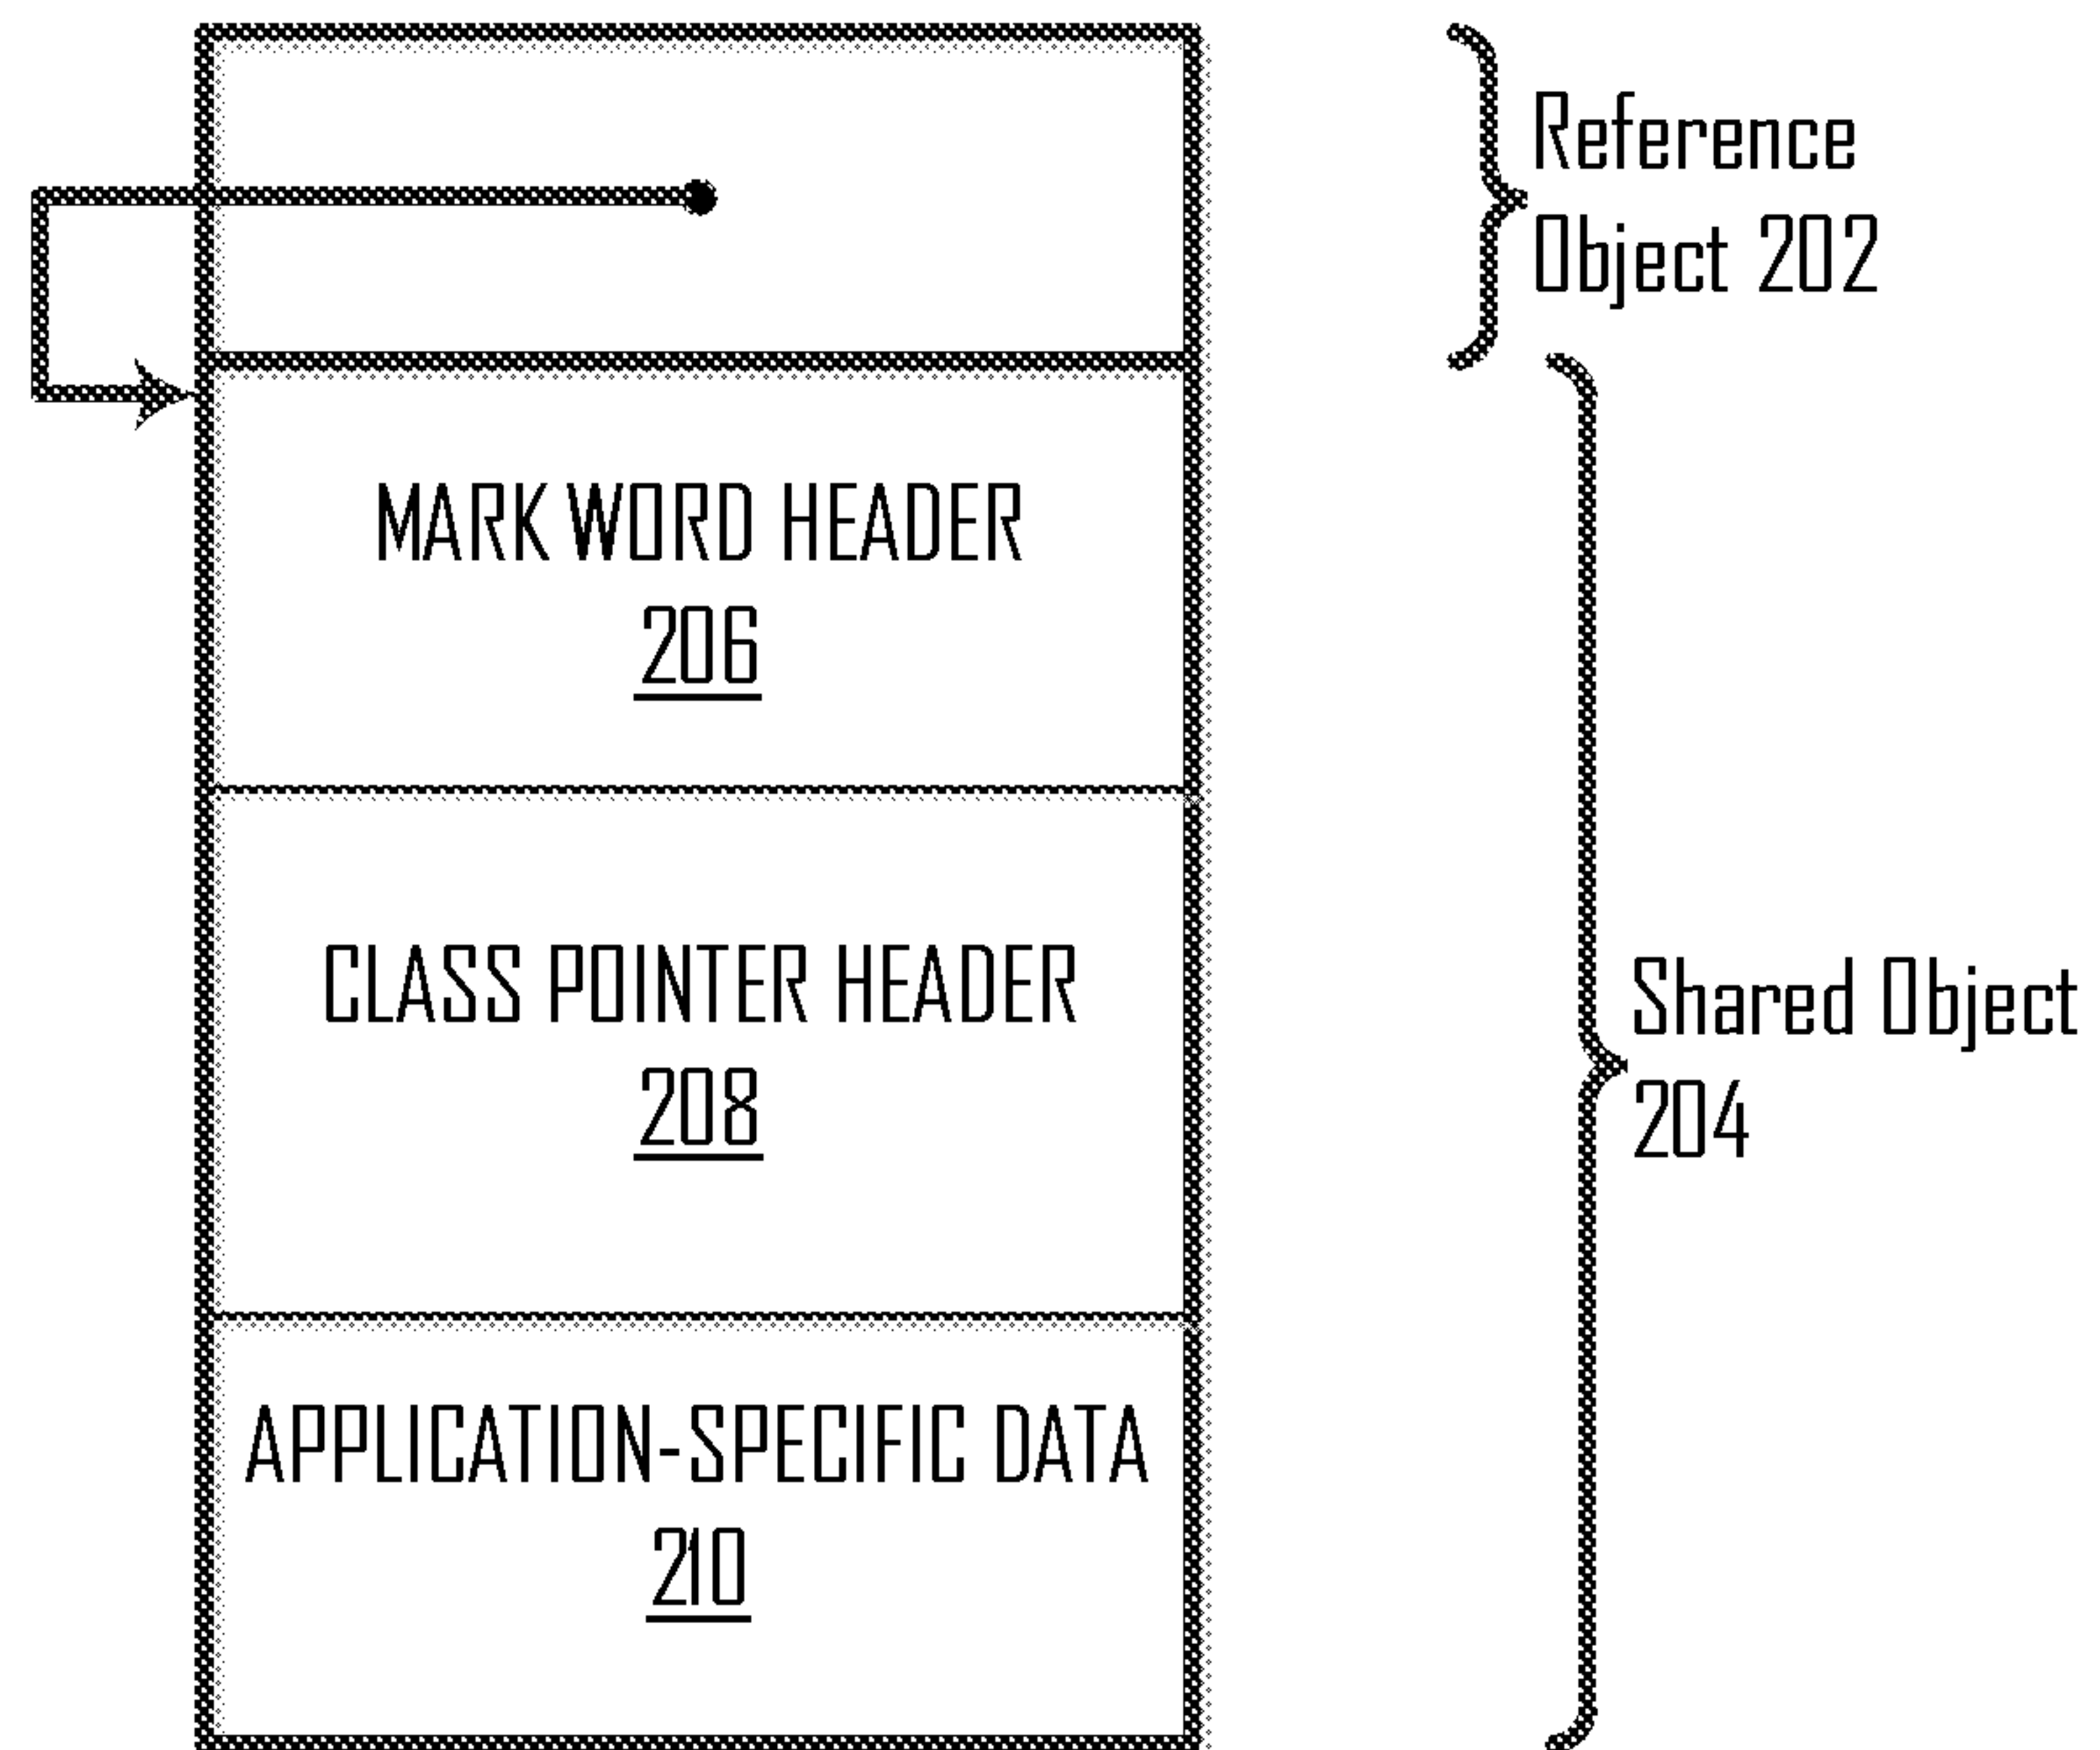 Reference
Object 202
MARK WORD HEADER
206
CLASS POINTER HEADER
208
Shared Object
204
APPLICATION-SPECIFIC DATA
210